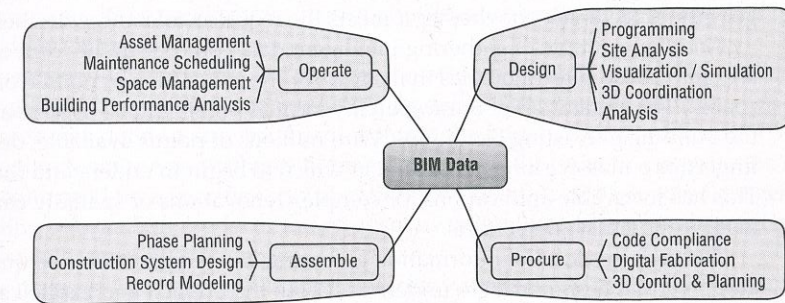 Asset Management
Maintenance Scheduling
Space Management
Building Performance Analysis
Operate
Design
Programming
Site Analysis
Visualization / Simulation
3D Coordination
Analysis
BIM Data
Phase Planning
Construction System Design
Record Modeling
Assemble
Procure
Code Compliance
Digital Fabrication
3D Control & Planning